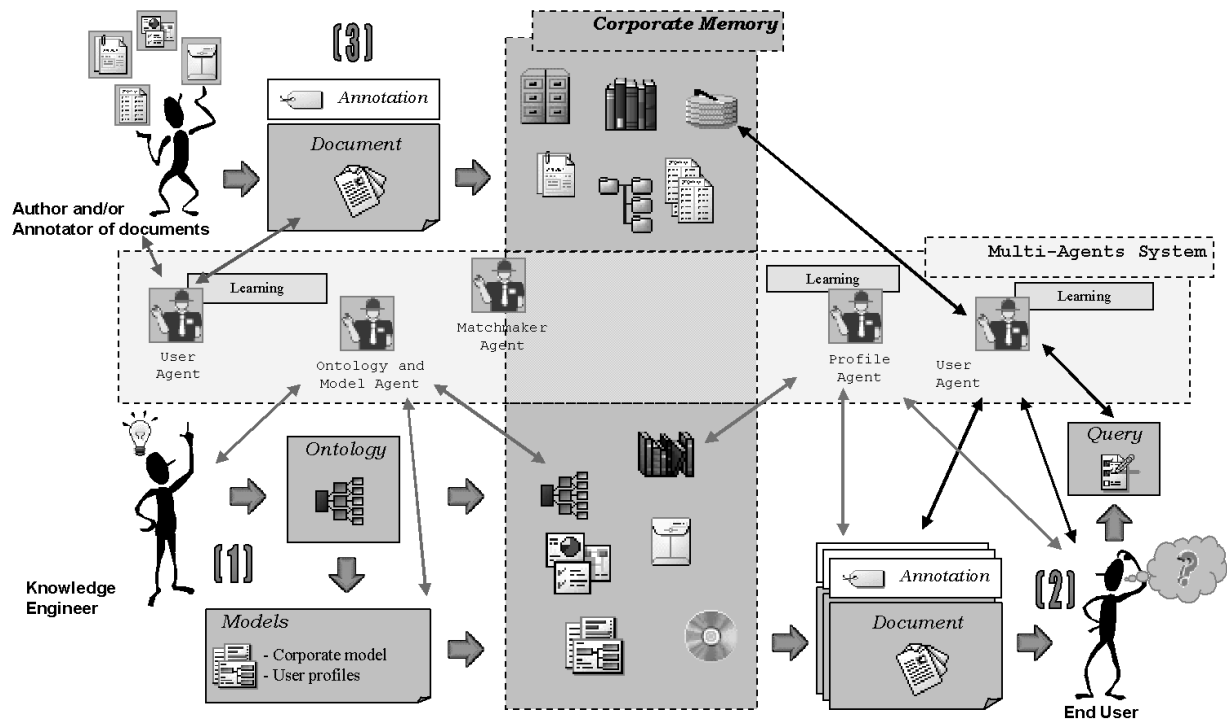 Corporate Memory
(3)
Annotation
Document
Author and/or
Annotator of documents
Multi-Agents System
Learning
Learning
Learning
User
Agent
Ontology and
Model Agent
Matchmaker
Agent
Profile
Agent
User
Agent
Ontology
Query
(1)
Knowledge
Engineer
Models
- Corporate model
- User profiles
Annotation
Document
(2)
?
End User